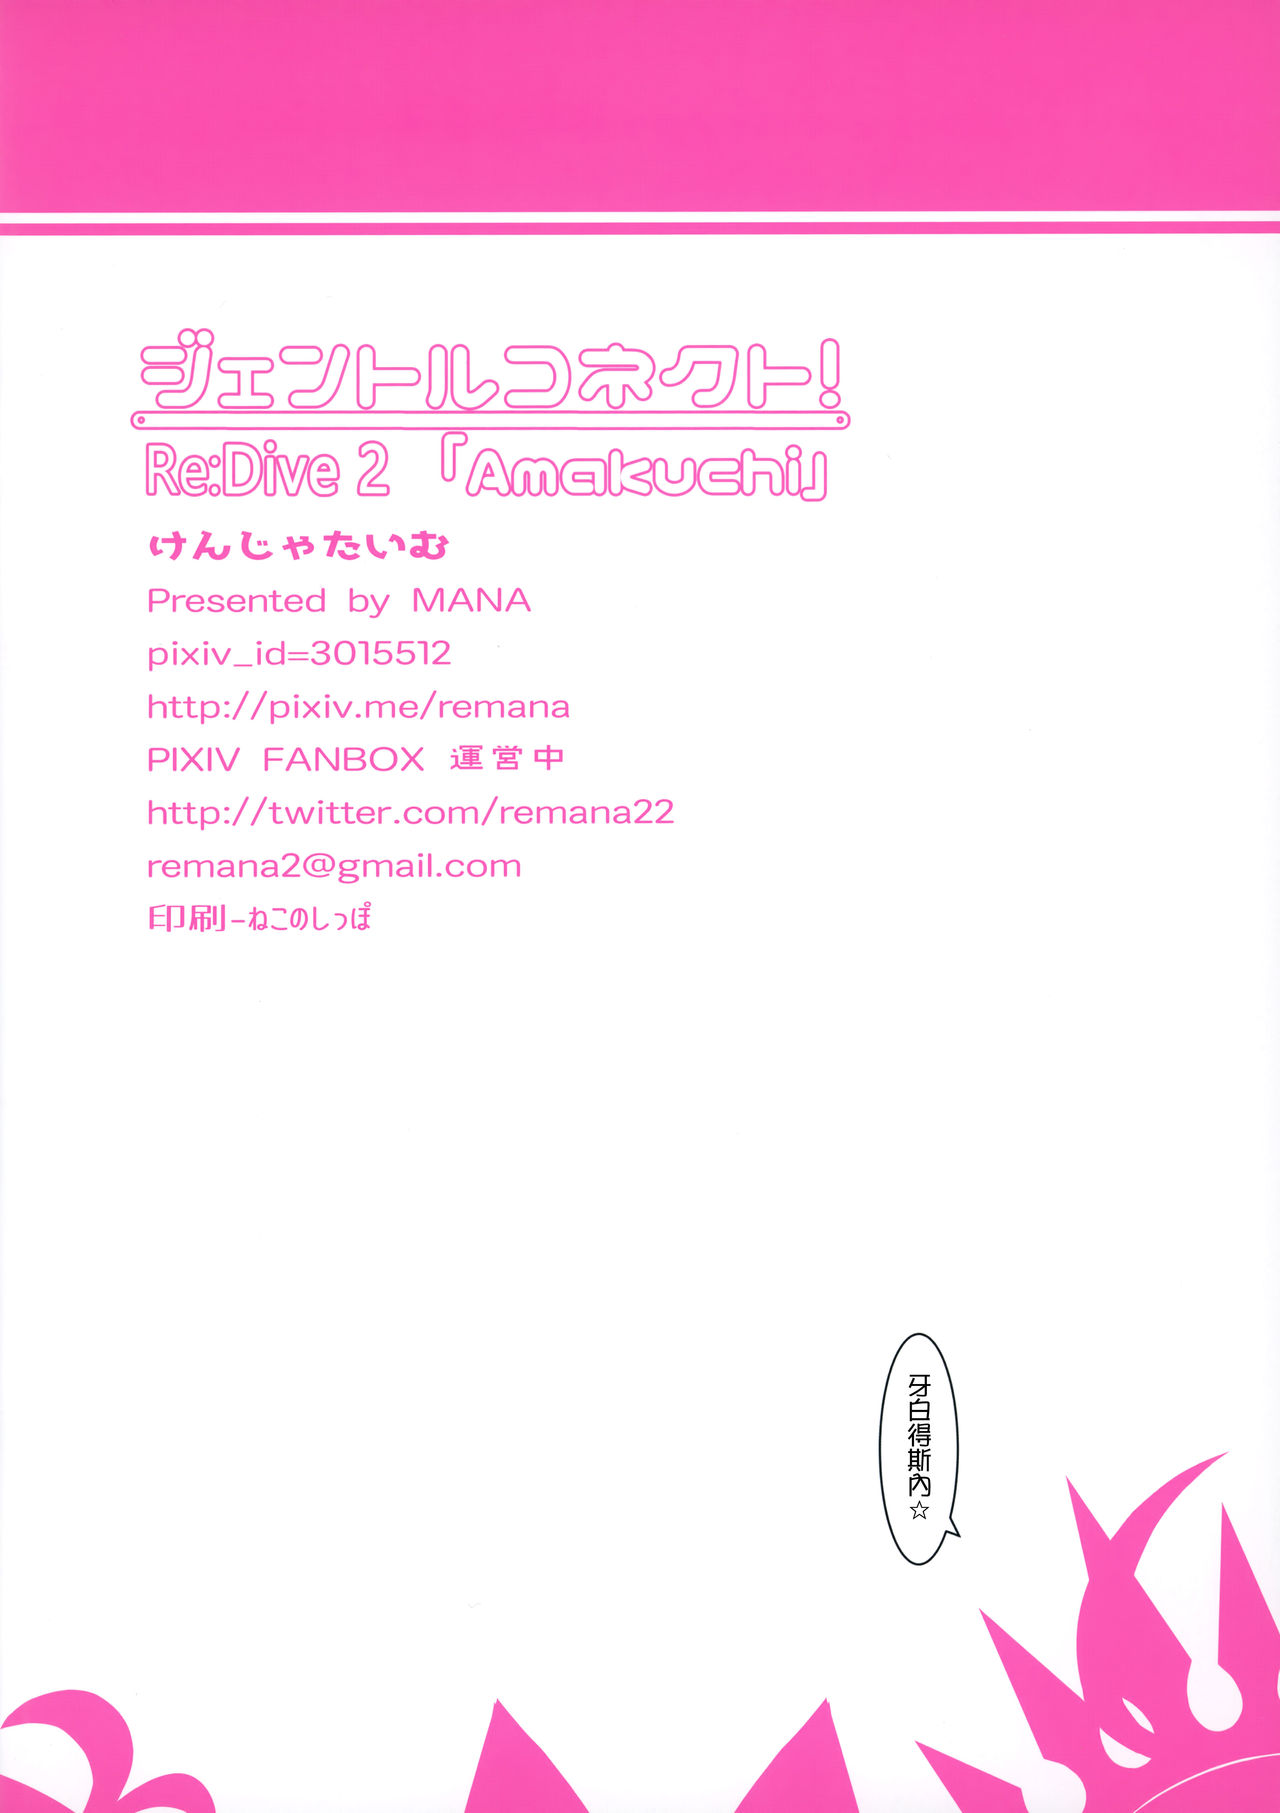 ジェントルコネクト!
Re:Dive 2 「Amakuchi」
けんじゃたいむ
Presented by MANA
pixiv_id=3015512
http://pixiv.me/remana
PIXIV FANBOX 運営中
http://twitter.com/remana22
remana2@gmail.com
印刷-ねこのしっぽ
牙白得斯內☆